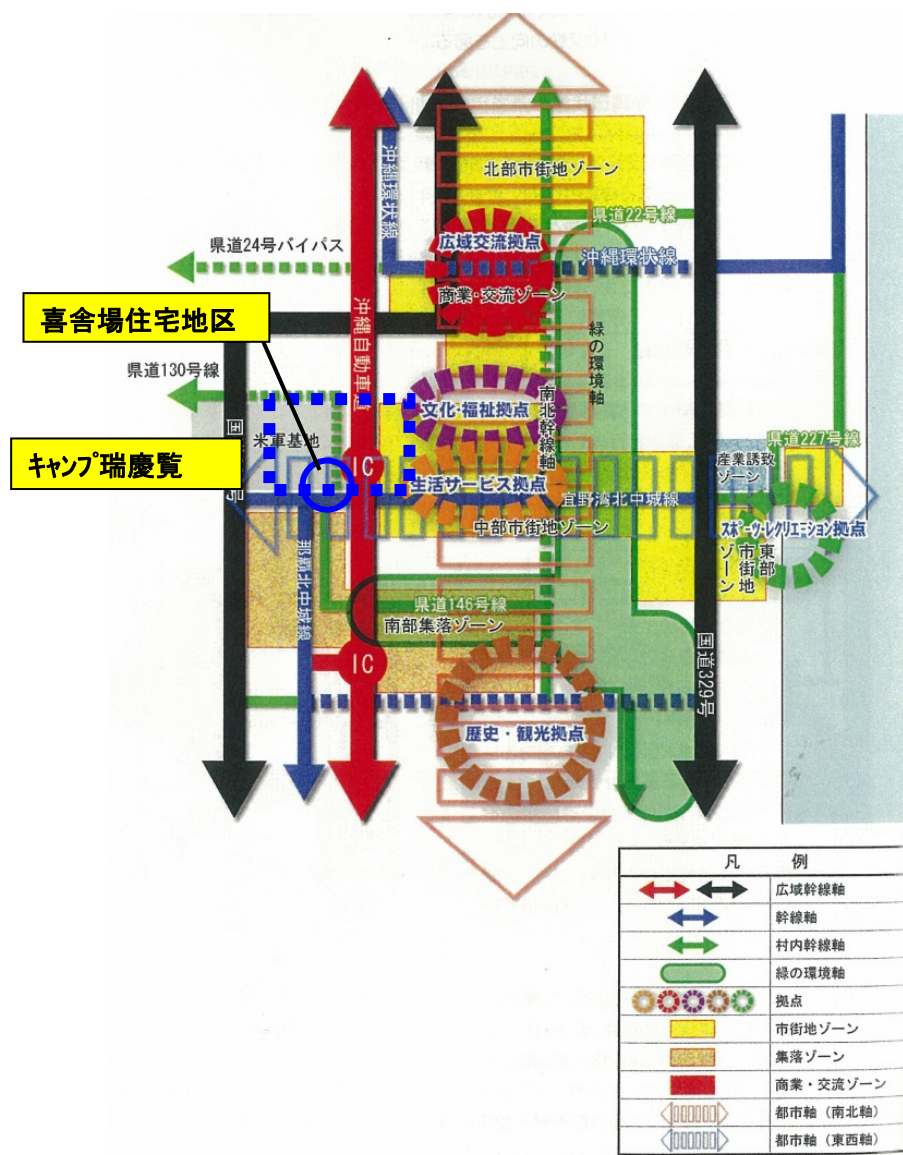 北部市街地ゾーン
沖縄環状線
県道22号線
広域交流拠点
県道24号バイパス
沖縄環状線
商業・交流ゾーン
喜舎場住宅地区
沖縄自動車道
緑の環境軸
県道130号線
文化・福祉拠点
南北幹線軸
米軍基地
県道227号線
キャンプ瑞慶覧
IC
産業誘致
ゾーン
生活サービス拠点
宜野湾北中城線
中部市街地ゾーン
スポーツ・レクリエーション拠点
東部
市街地
ゾーン
那覇北中城線
県道146号線
南部集落ゾーン
IC
国道329号
歴史・観光拠点
凡 例
広域幹線軸
幹線軸
村内幹線軸
緑の環境軸
拠点
市街地ゾーン
集落ゾーン
商業・交流ゾーン
都市軸（南北軸）
都市軸（東西軸）